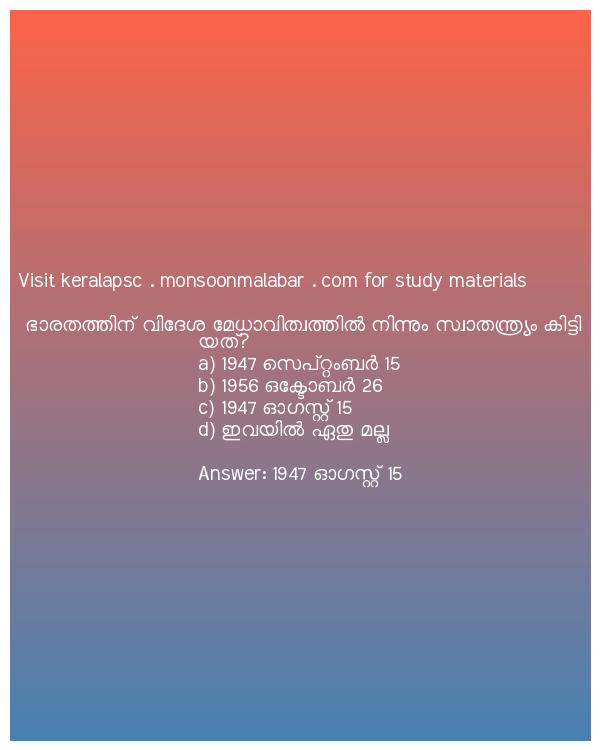 Visit keralapsc . monsoonmalabar . com for study materials
ഭാരതത്തിന് വിദേശ മേധാവിത്വത്തിൽ നിന്നും സ്വാതന്ത്ര്യം കിട്ടി
യത്?
a) 1947 സെപ്റ്റംബർ 15
b) 1956 ഒക്ടോബർ 26
c) 1947 ഓഗസ്റ്റ് 15
d) ഇവയിൽ ഏതു മല്ല
Answer: 1947 ഓഗസ്റ്റ് 15